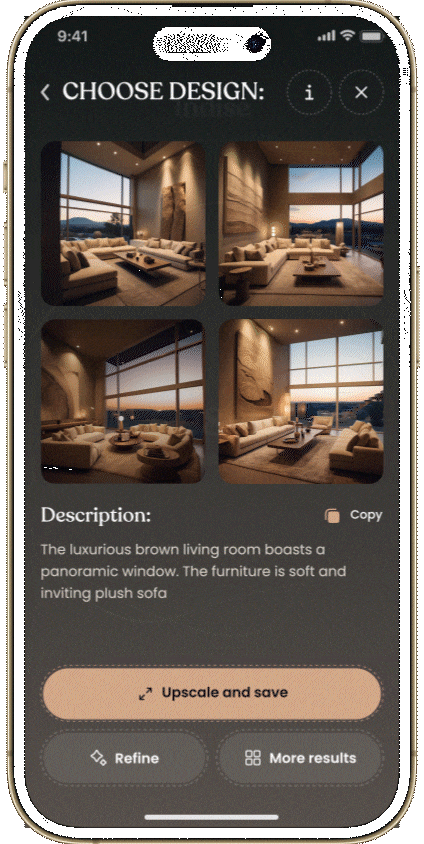 9:41
CHOOSE DESIGN:
Description:
Copy
The luxurious brown living room boasts a
panoramic window. The furniture is soft and
inviting plush sofa
Upscale and save
Refine
More results